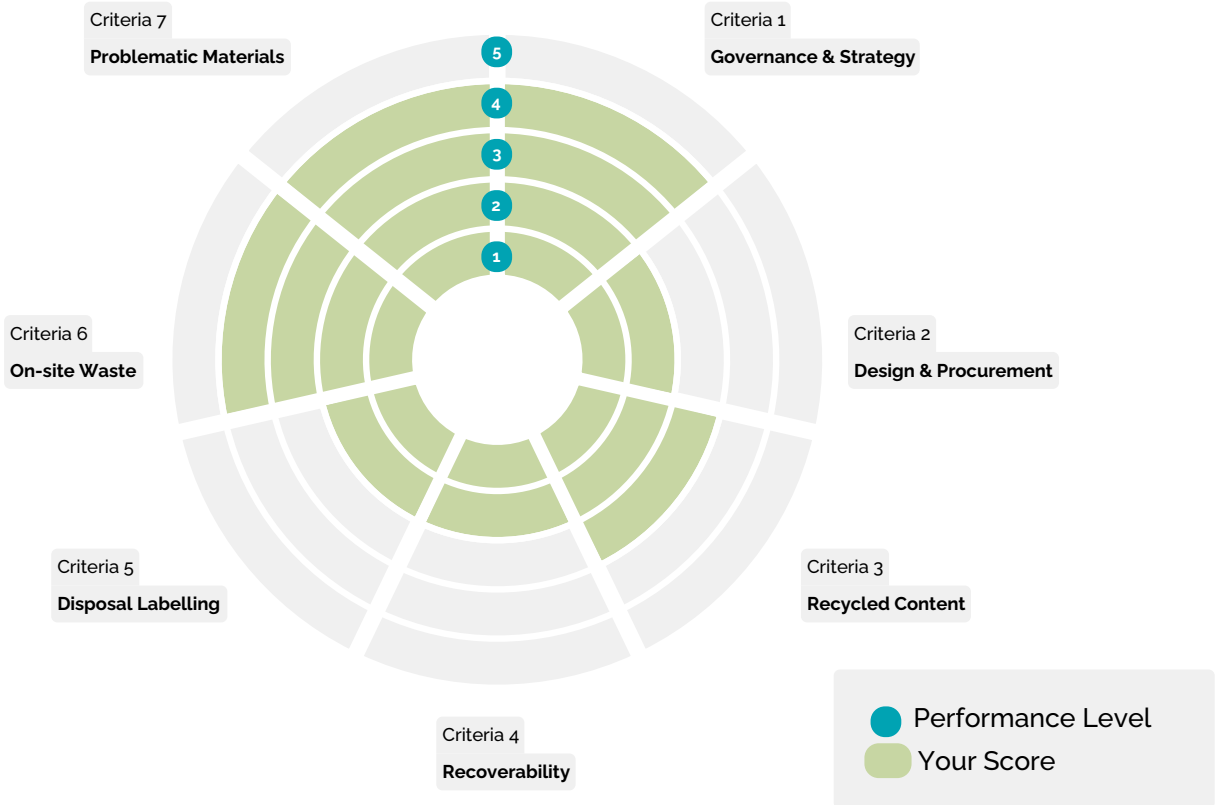 Criteria 7
Problematic Materials
Criteria 1
Governance & Strategy
5
4
3
2
1
Criteria 6
On-site Waste
Criteria 2
Design & Procurement
Criteria 5
Disposal Labelling
Criteria 3
Recycled Content
Criteria 4
Recoverability
Performance Level
Your Score